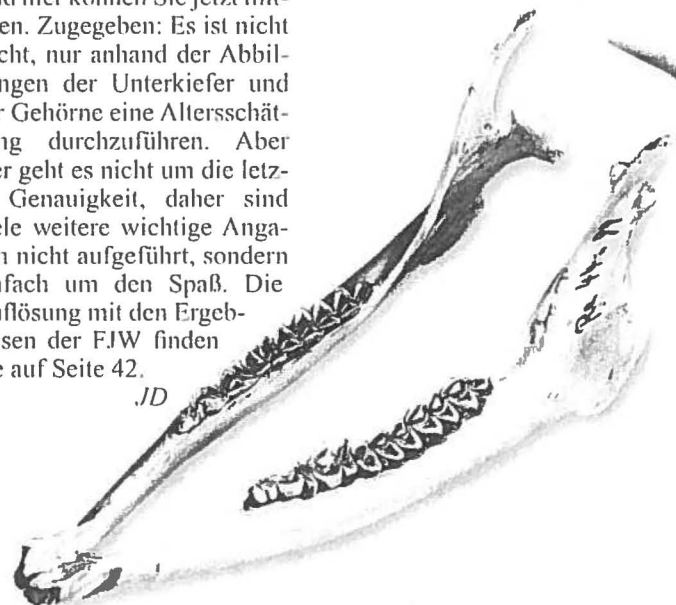 nd hier können Sie jetzt mit-
en. Zugegeben: Es ist nicht
cht, nur anhand der Abbil-
ngen der Unterkiefer und
r Gehörne eine Altersschät-
ng durchzuführen. Aber
er geht es nicht um die letz-
Genauigkeit, daher sind
ele weitere wichtige Anga-
n nicht aufgeführt, sondern
nfach um den Spaß. Die
uflösung mit den Ergeb-
sen der FJW finden
e auf Seite 42.
JD